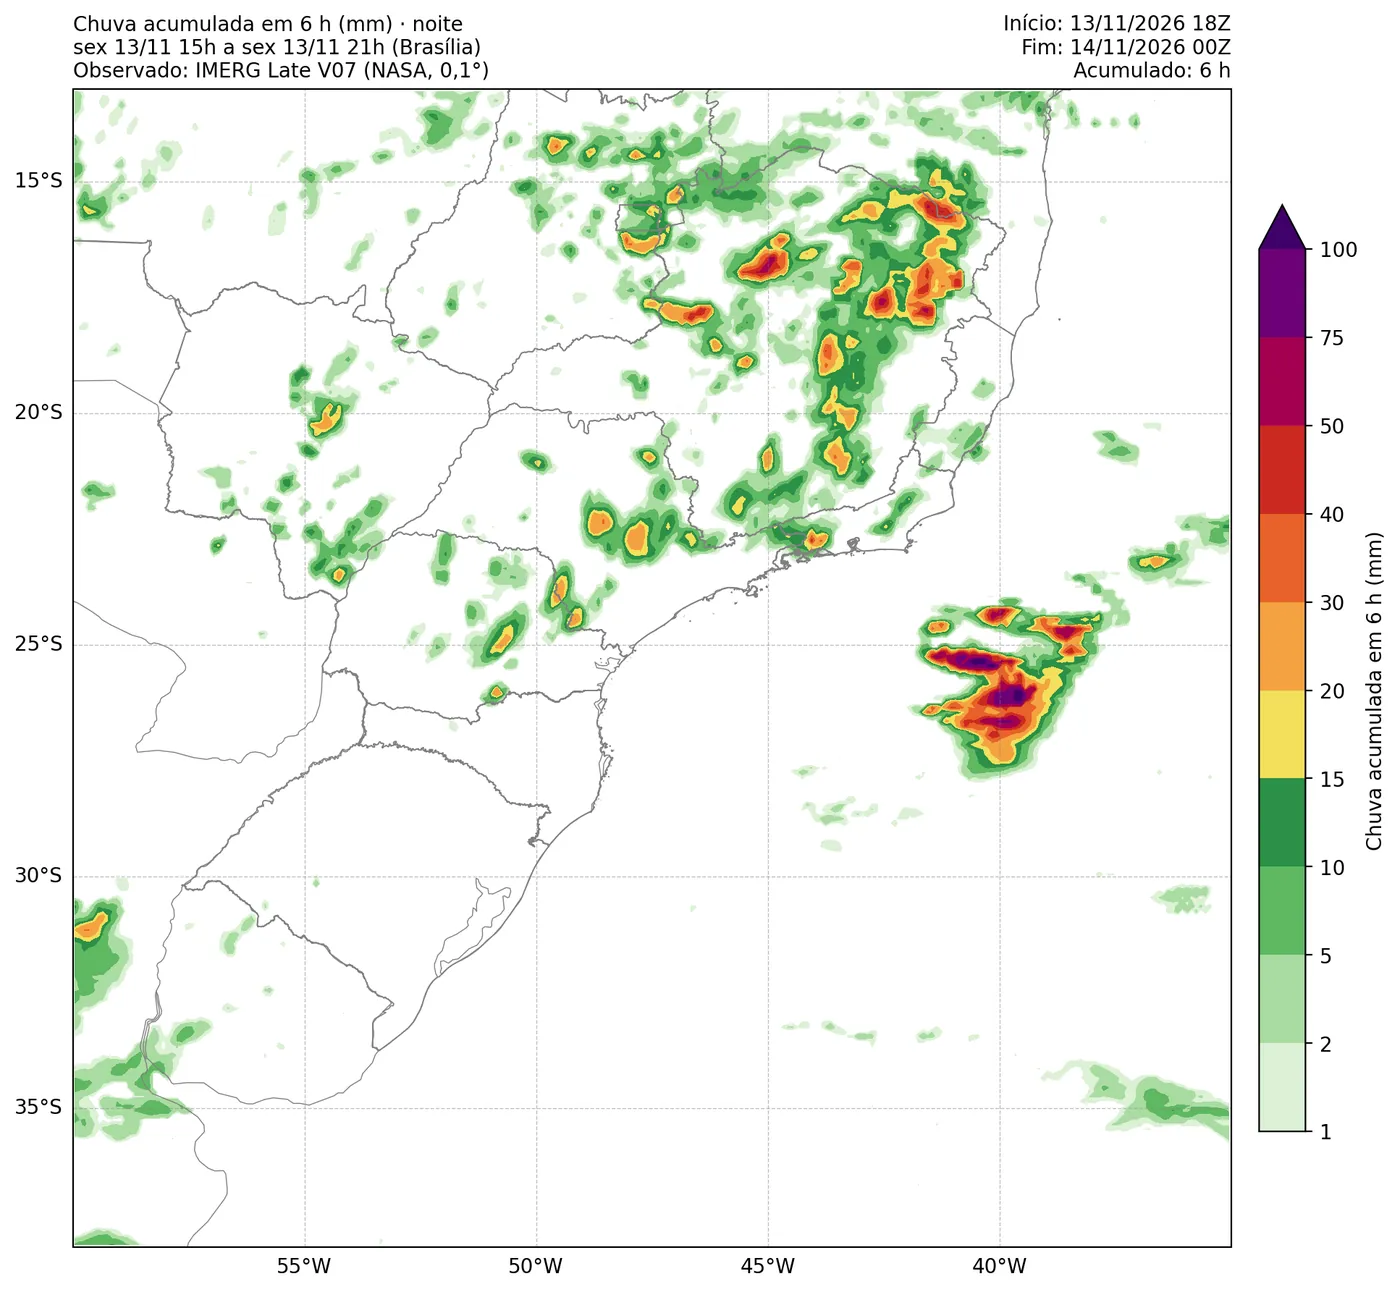 Chuva acumulada em 6 h (mm) · noite
sex 13/11 15h a sex 13/11 21h (Brasília)
Observado: IMERG Late V07 (NASA, 0,1°)
Início: 13/11/2026 18Z
Fim: 14/11/2026 00Z
Acumulado: 6 h
15°S
20°S
25°S
30°S
35°S
55°W
50°W
45°W
40°W
100
75
50
40
30
20
15
10
5
2
1
Chuva acumulada em 6 h (mm)